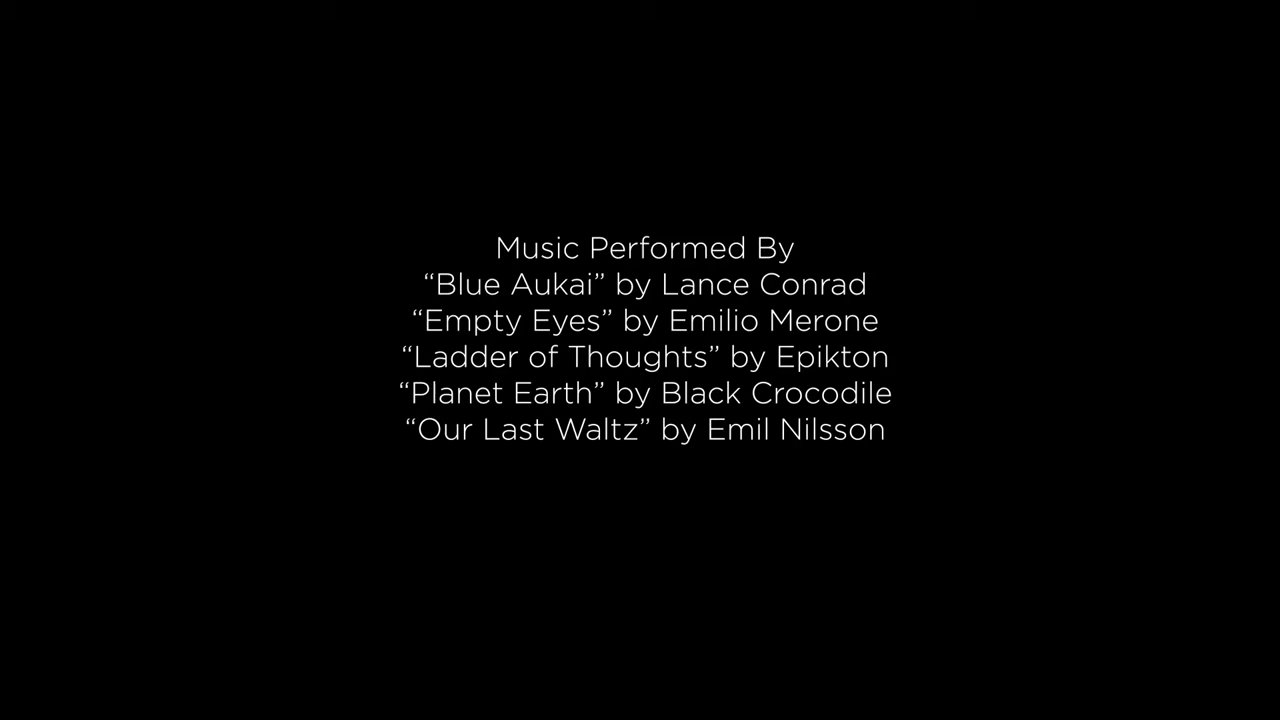 Music Performed By
“Blue Aukai” by Lance Conrad
“Empty Eyes” by Emilio Merone
“Ladder of Thoughts” by Epikton
“Planet Earth” by Black Crocodile
“Our Last Waltz” by Emil Nilsson